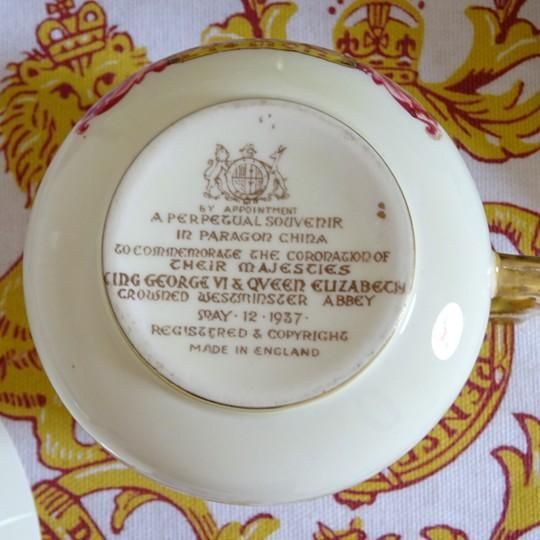 BY APPOINTMENT
A PERPETUAL SOUVENIR
IN PARAGON CHINA
TO COMMEMORATE THE CORONATION OF
THEIR MAJESTIES
KING GEORGE VI & QVEEN ELIZABETH
CROWNED WESTMINSTER ABBEY
MAY · 12 · 1937 ·
REGISTERED & COPYRIGHT
MADE IN ENGLAND